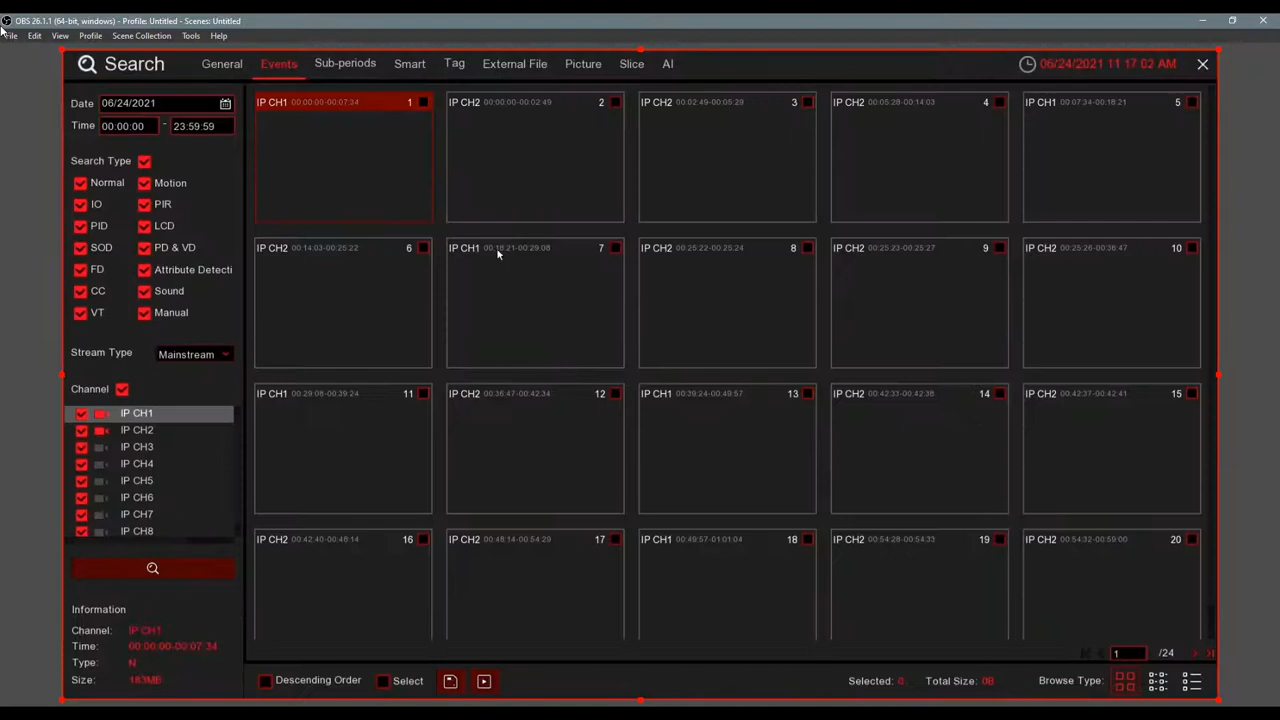 OBS 26.1.1 (64-bit, windows) - Profile: Untitled - Scenes: Untitled
File Edit View Profile Scene Collection Tools Help
Search General Events Sub-periods Smart Tag External File Picture Slice AI 06/24/2021 11 17 02 AM
Date 06/24/2021
Time 00:00:00 - 23:59:59
Search Type
Normal Motion
IO PIR
PID LCD
SOD PD & VD
FD Attribute Detecti
CC Sound
VT Manual
Stream Type Mainstream
Channel
IP CH1
IP CH2
IP CH3
IP CH4
IP CH5
IP CH6
IP CH7
IP CH8
Information
Channel: IP CH1
Time: 00:00:00-00:07:34
Type: N
Size: 183MB
IP CH1 00:00:00-00:07:34 1
IP CH2 00:00:00-00:02:49 2
IP CH2 00:02:49-00:05:29 3
IP CH2 00:05:28-00:14:03 4
IP CH1 00:07:34-00:18:21 5
IP CH2 00:14:03-00:25:22 6
IP CH1 00:18:21-00:29:08 7
IP CH2 00:25:22-00:25:24 8
IP CH2 00:25:23-00:25:27 9
IP CH2 00:25:26-00:36:47 10
IP CH1 00:29:08-00:39:24 11
IP CH2 00:36:47-00:42:34 12
IP CH1 00:39:24-00:49:57 13
IP CH2 00:42:33-00:42:38 14
IP CH2 00:42:37-00:42:41 15
IP CH2 00:42:40-00:48:14 16
IP CH2 00:48:14-00:54:29 17
IP CH1 00:49:57-01:01:04 18
IP CH2 00:54:28-00:54:33 19
IP CH2 00:54:32-00:59:00 20
1 /24
Descending Order Select Selected: 0 Total Size: 0B Browse Type: